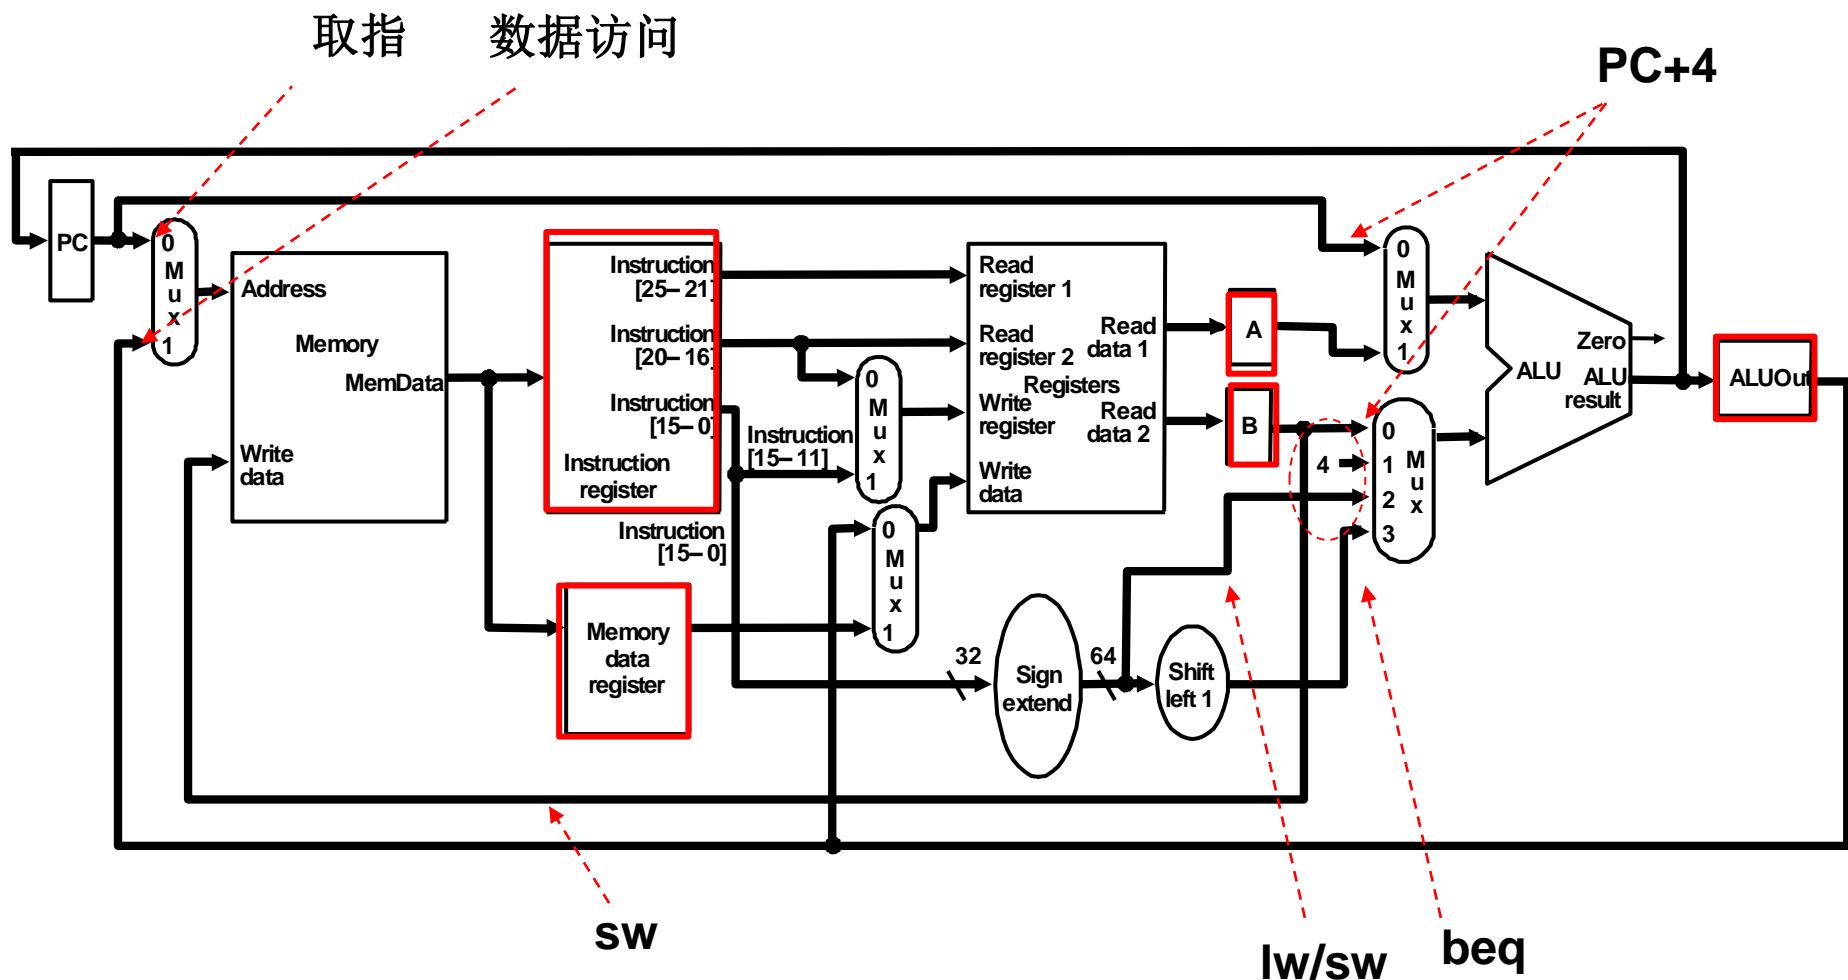 取指 数据访问
PC+4
PC
0
M
u
x
1
Address
Memory
MemData
Write
data
Instruction
[25–21]
Instruction
[20–16]
Instruction
[15–0]
Instruction
register
Instruction
[15–11]
Instruction
[15–0]
Memory
data
register
0
M
u
x
1
0
M
u
x
1
Read
register 1
Read
register 2
Registers
Write
register
Write
data
Read
data 1
Read
data 2
32
Sign
extend
64
Shift
left 1
A
B
4
0
M
u
x
1
0
1
2
3
M
u
x
Zero
ALU
ALU
result
ALUOut
sw
lw/sw
beq